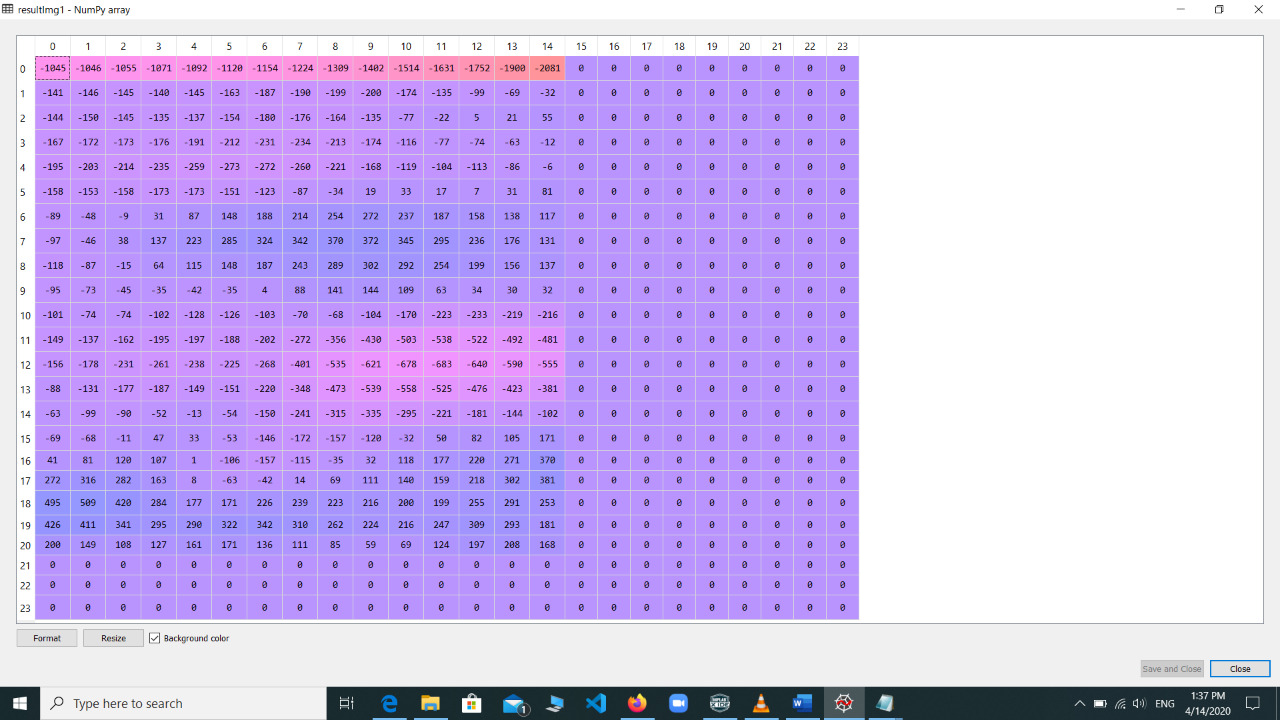 resultImg1 - NumPy array
0 1 2 3 4 5 6 7 8 9 10 11 12 13 14 15 16 17 18 19 20 21 22 23
0 -1045 -1046 -1055 -1071 -1092 -1120 -1154 -1224 -1309 -1402 -1514 -1631 -1752 -1900 -2081 0 0 0 0 0 0 0 0 0
1 -141 -146 -145 -140 -145 -163 -187 -190 -199 -200 -174 -135 -99 -69 -32 0 0 0 0 0 0 0 0 0
2 -144 -150 -145 -135 -137 -154 -180 -176 -164 -135 -77 -22 5 21 55 0 0 0 0 0 0 0 0 0
3 -167 -172 -173 -176 -191 -212 -231 -234 -213 -174 -116 -77 -74 -63 -12 0 0 0 0 0 0 0 0 0
4 -195 -203 -214 -235 -259 -273 -272 -260 -221 -168 -119 -104 -113 -86 -6 0 0 0 0 0 0 0 0 0
5 -158 -153 -158 -173 -173 -151 -123 -87 -34 19 33 17 7 31 81 0 0 0 0 0 0 0 0 0
6 -89 -48 -9 31 87 148 188 214 254 272 237 187 158 138 117 0 0 0 0 0 0 0 0 0
7 -97 -46 38 137 223 285 324 342 370 372 345 295 236 176 131 0 0 0 0 0 0 0 0 0
8 -118 -87 -15 64 115 148 187 243 289 302 292 254 199 156 137 0 0 0 0 0 0 0 0 0
9 -95 -73 -45 -35 -42 -35 4 88 141 144 109 63 34 30 32 0 0 0 0 0 0 0 0 0
10 -101 -74 -74 -102 -128 -126 -103 -70 -68 -104 -170 -223 -233 -219 -216 0 0 0 0 0 0 0 0 0
11 -149 -137 -162 -195 -197 -188 -202 -272 -356 -430 -503 -538 -522 -492 -481 0 0 0 0 0 0 0 0 0
12 -156 -178 -231 -261 -238 -225 -268 -401 -535 -621 -678 -683 -640 -590 -555 0 0 0 0 0 0 0 0 0
13 -88 -131 -177 -187 -149 -151 -220 -348 -473 -539 -558 -525 -476 -423 -381 0 0 0 0 0 0 0 0 0
14 -63 -99 -90 -52 -13 -54 -150 -241 -315 -335 -295 -221 -181 -144 -102 0 0 0 0 0 0 0 0 0
15 -69 -68 -11 47 33 -53 -146 -172 -157 -120 -32 50 82 105 171 0 0 0 0 0 0 0 0 0
16 41 81 120 107 1 -106 -157 -115 -35 32 118 177 220 271 370 0 0 0 0 0 0 0 0 0
17 272 316 282 163 8 -63 -42 14 69 111 140 159 218 302 381 0 0 0 0 0 0 0 0 0
18 495 509 420 284 177 171 226 239 223 216 200 199 255 291 253 0 0 0 0 0 0 0 0 0
19 426 411 341 295 290 322 342 310 262 224 216 247 309 293 181 0 0 0 0 0 0 0 0 0
20 200 149 108 127 161 171 136 111 85 59 69 124 197 208 168 0 0 0 0 0 0 0 0 0
21 0 0 0 0 0 0 0 0 0 0 0 0 0 0 0 0 0 0 0 0 0 0 0 0
22 0 0 0 0 0 0 0 0 0 0 0 0 0 0 0 0 0 0 0 0 0 0 0 0
23 0 0 0 0 0 0 0 0 0 0 0 0 0 0 0 0 0 0 0 0 0 0 0 0
Format Resize Background color
Save and Close Close
Type here to search 1 ENG 1:37 PM
4/14/2020